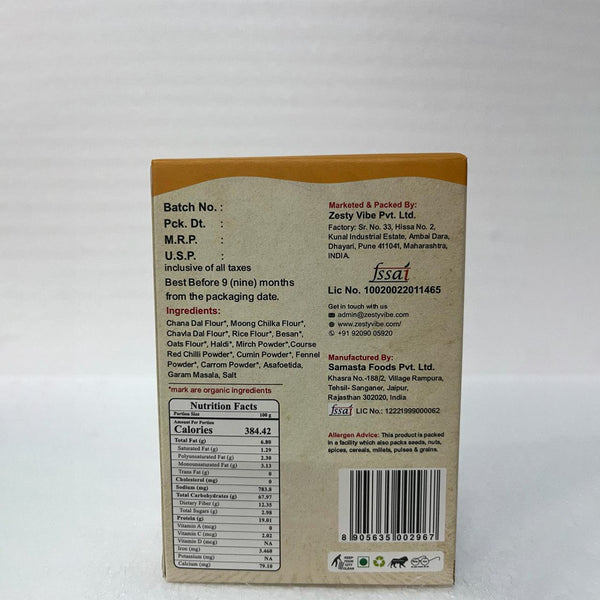 Batch No. :
Pck. Dt. :
M.R.P. :
U.S.P. :
inclusive of all taxes
Best Before 9 (nine) months
from the packaging date.
Ingredients:
Chana Dal Flour*, Moong Chilka Flour*,
Chavla Dal Flour*, Rice Flour*, Besan*,
Oats Flour*, Haldi*, Mirch Powder*,Course
Red Chilli Powder*, Cumin Powder*, Fennel
Powder*, Carrom Powder*, Asafoetida,
Garam Masala, Salt
*mark are organic ingredients
Nutrition Facts
Portion Size 100 g
Amount Per Portion
Calories 384.42
Total Fat (g) 6.80
Saturated Fat (g) 1.29
Polyunsaturated Fat (g) 2.30
Monounsaturated Fat (g) 3.13
Trans Fat (g) 0
Cholesterol (mg) 0
Sodium (mg) 783.8
Total Carbohydrates (g) 67.97
Dietary Fiber (g) 12.35
Total Sugars (g) 2.98
Protein (g) 19.01
Vitamin A (mcg) 0
Vitamin C (mcg) 2.02
Vitamin D (mcg) NA
Iron (mg) 3.460
Potassium (mg) NA
Calcium (mg) 79.10
Marketed & Packed By:
Zesty Vibe Pvt. Ltd.
Factory: Sr. No. 33, Hissa No. 2,
Kunal Industrial Estate, Ambai Dara,
Dhayari, Pune 411041, Maharashtra,
INDIA.
fssai
Lic No. 10020022011465
Get in touch with us
admin@zestyvibe.com
www.zestyvibe.com/
+91 92090 05920
Manufactured By:
Samasta Foods Pvt. Ltd.
Khasra No.-188/2, Village Rampura,
Tehsil- Sanganer, Jaipur,
Rajasthan 302020, India
fssai LIC No.: 12221999000062
Allergen Advice: This product is packed
in a facility which also packs seeds, nuts,
spices, cereals, milets, pulses & grains.
8 905635 002967
KEEP
YOUR
CITY
CLEAN